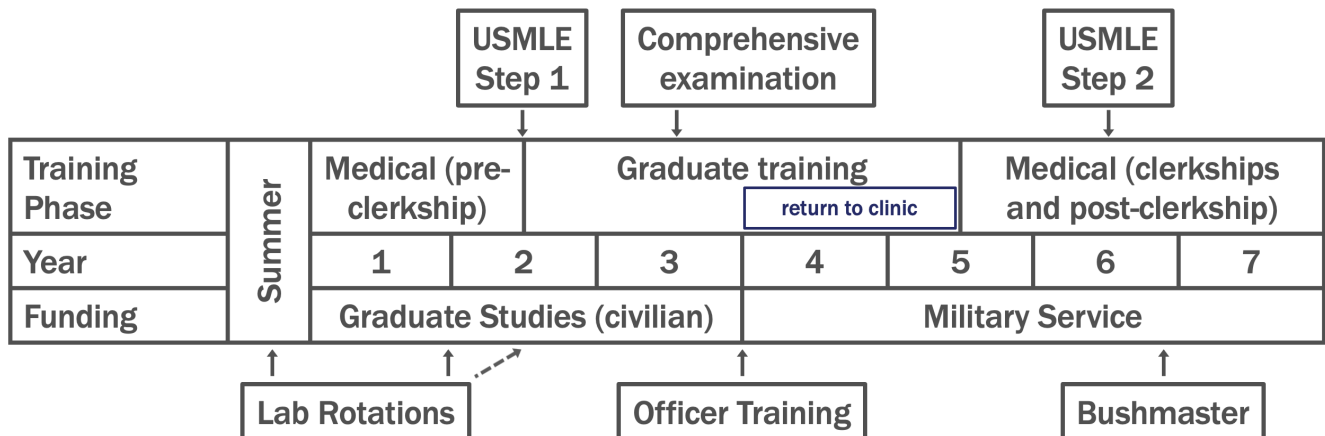 USMLE
Step 1
Comprehensive
examination
USMLE
Step 2
Training
Phase
Summer
Medical (pre-
clerkship)
Graduate training
return to clinic
Medical (clerkships
and post-clerkship)
Year
1
2
3
4
5
6
7
Funding
Graduate Studies (civilian)
Military Service
Lab Rotations
Officer Training
Bushmaster